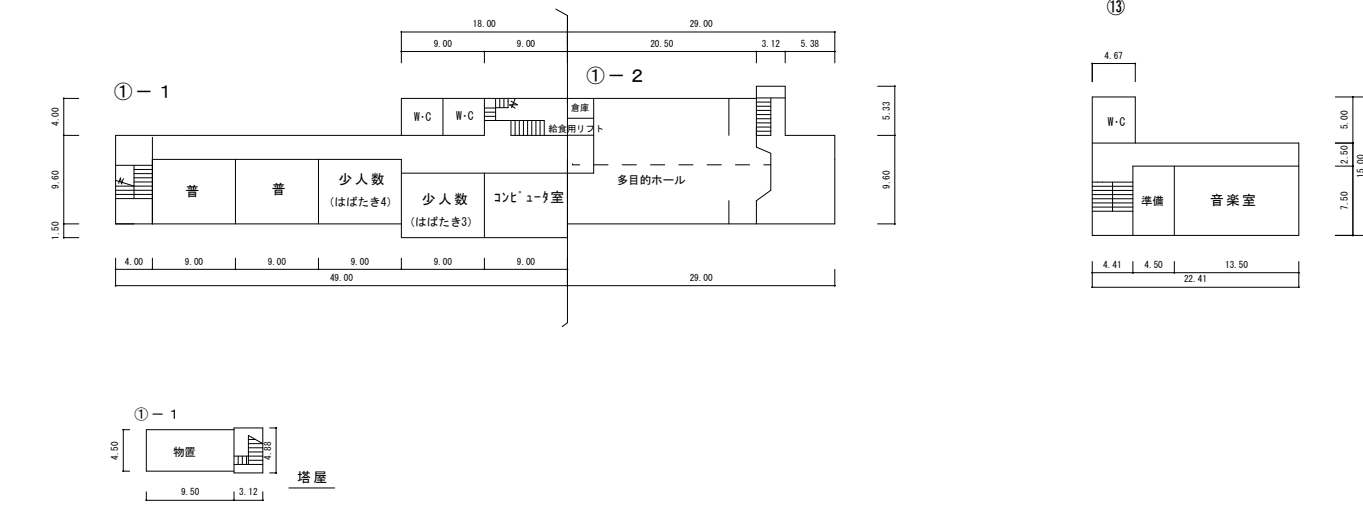 ⑬
18.00
29.00
9.00
9.00
20.50
3.12
5.38
4.67
①－１
①－２
4.00
W・C
W・C
倉庫
給食用リフト
5.33
W・C
5.00
2.50
15.00
9.60
普
普
少人数
(はばたき4)
少人数
(はばたき3)
コンピュータ室
多目的ホール
9.60
準備
音楽室
7.50
1.50
4.00
9.00
9.00
9.00
9.00
9.00
49.00
29.00
4.41
4.50
13.50
22.41
①－１
4.50
物置
4.88
塔屋
9.50
3.12